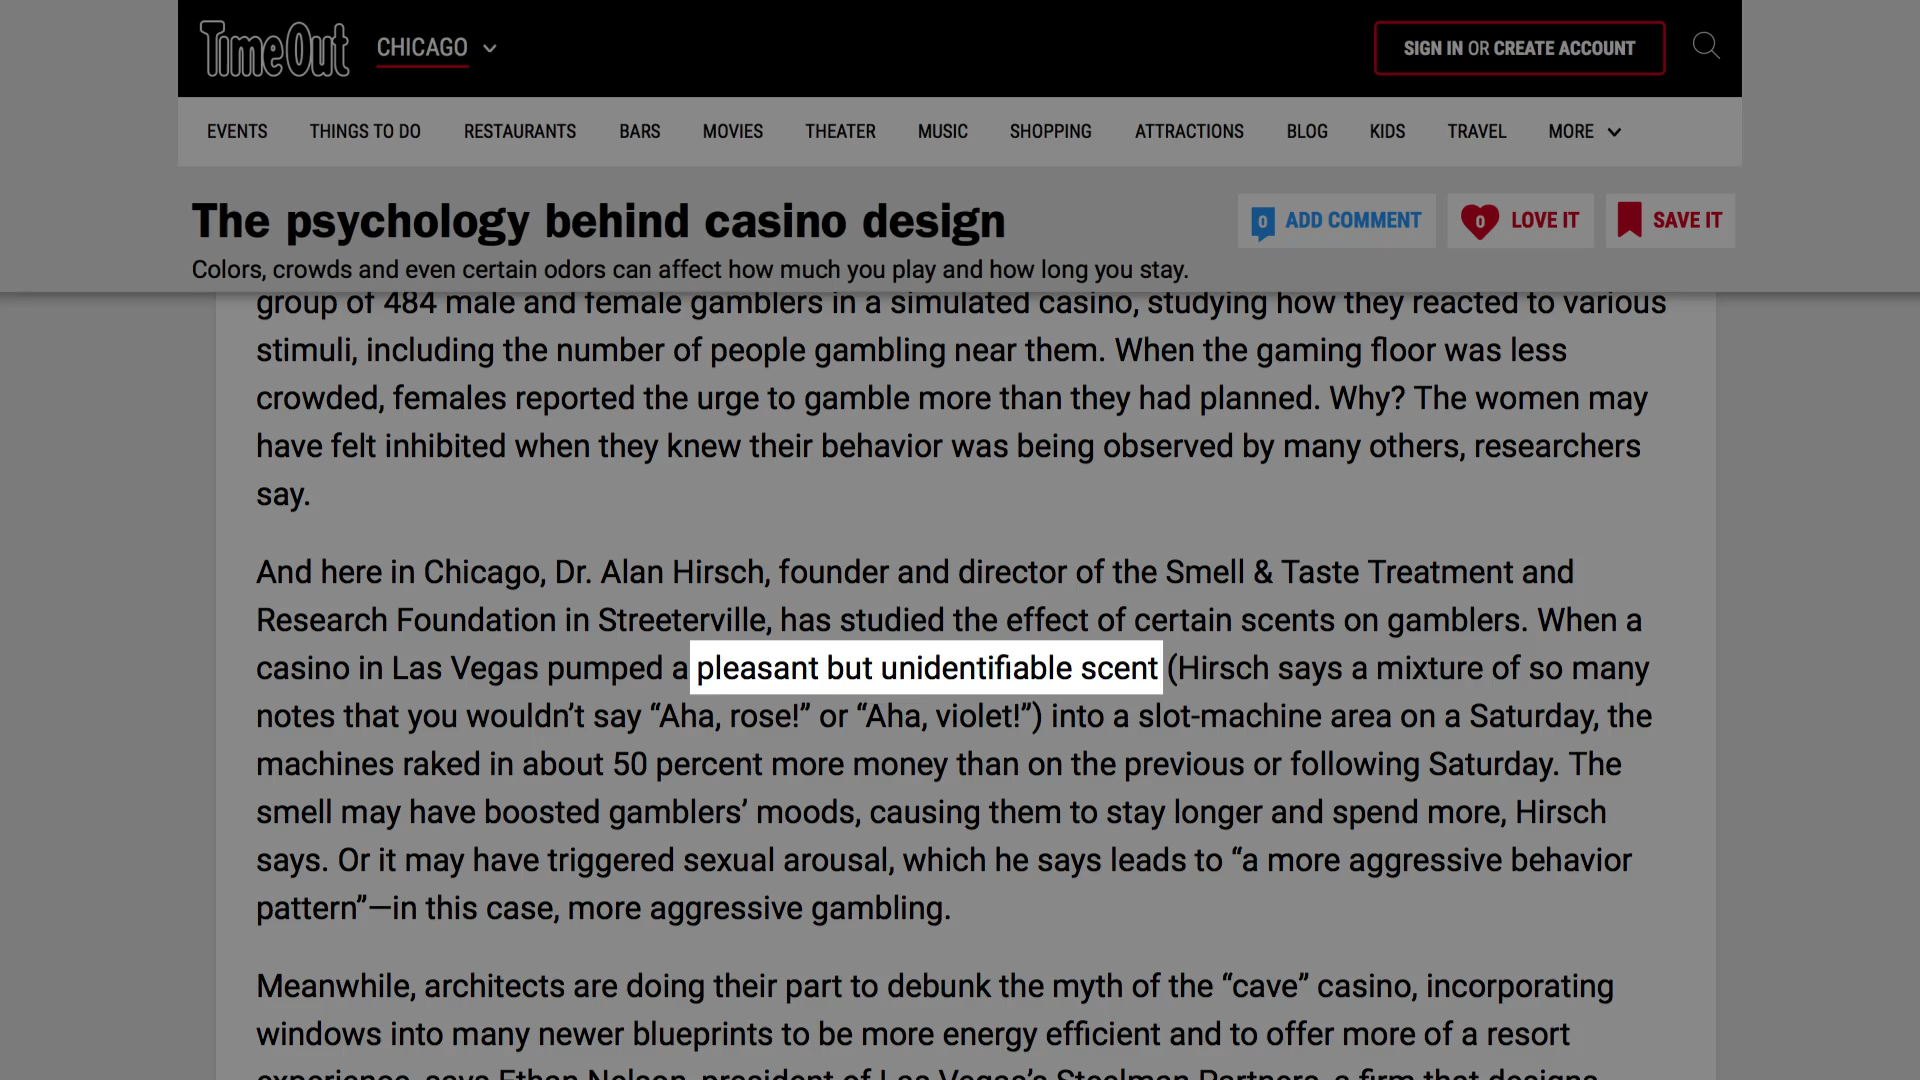 TimeOut CHICAGO SIGN IN OR CREATE ACCOUNT
EVENTS THINGS TO DO RESTAURANTS BARS MOVIES THEATER MUSIC SHOPPING ATTRACTIONS BLOG KIDS TRAVEL MORE
The psychology behind casino design 0 ADD COMMENT 0 LOVE IT SAVE IT
Colors, crowds and even certain odors can affect how much you play and how long you stay.
group of 484 male and female gamblers in a simulated casino, studying how they reacted to various
stimuli, including the number of people gambling near them. When the gaming floor was less
crowded, females reported the urge to gamble more than they had planned. Why? The women may
have felt inhibited when they knew their behavior was being observed by many others, researchers
say.
And here in Chicago, Dr. Alan Hirsch, founder and director of the Smell & Taste Treatment and
Research Foundation in Streeterville, has studied the effect of certain scents on gamblers. When a
casino in Las Vegas pumped a pleasant but unidentifiable scent (Hirsch says a mixture of so many
notes that you wouldn’t say “Aha, rose!” or “Aha, violet!”) into a slot-machine area on a Saturday, the
machines raked in about 50 percent more money than on the previous or following Saturday. The
smell may have boosted gamblers’ moods, causing them to stay longer and spend more, Hirsch
says. Or it may have triggered sexual arousal, which he says leads to “a more aggressive behavior
pattern”—in this case, more aggressive gambling.
Meanwhile, architects are doing their part to debunk the myth of the “cave” casino, incorporating
windows into many newer blueprints to be more energy efficient and to offer more of a resort
experience, says Ethan Nelson, president of Las Vegas’s Steelman Partners, a firm that designs